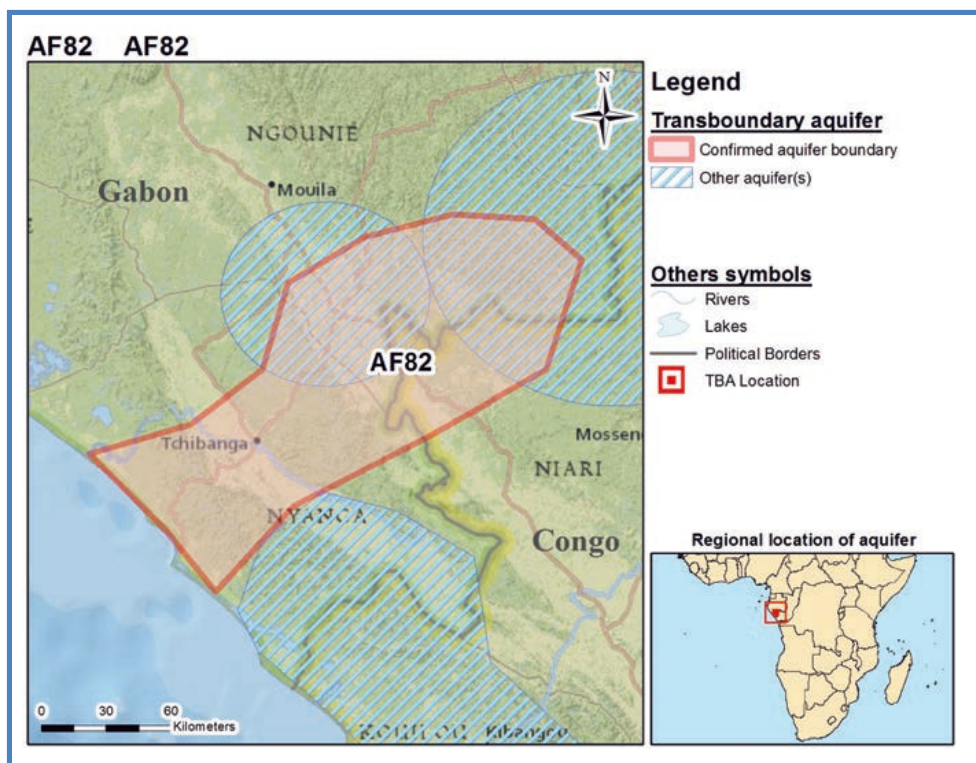 AF82 AF82
N
NGOUNIÉ
Mouila
Gabon
AF82
Tchibanga
Mossen
NIARI
NYANGA
Congo
0 30 60
Kilometers
Legend
Transboundary aquifer
Confirmed aquifer boundary
Other aquifer(s)
Others symbols
Rivers
Lakes
Political Borders
TBA Location
Regional location of aquifer